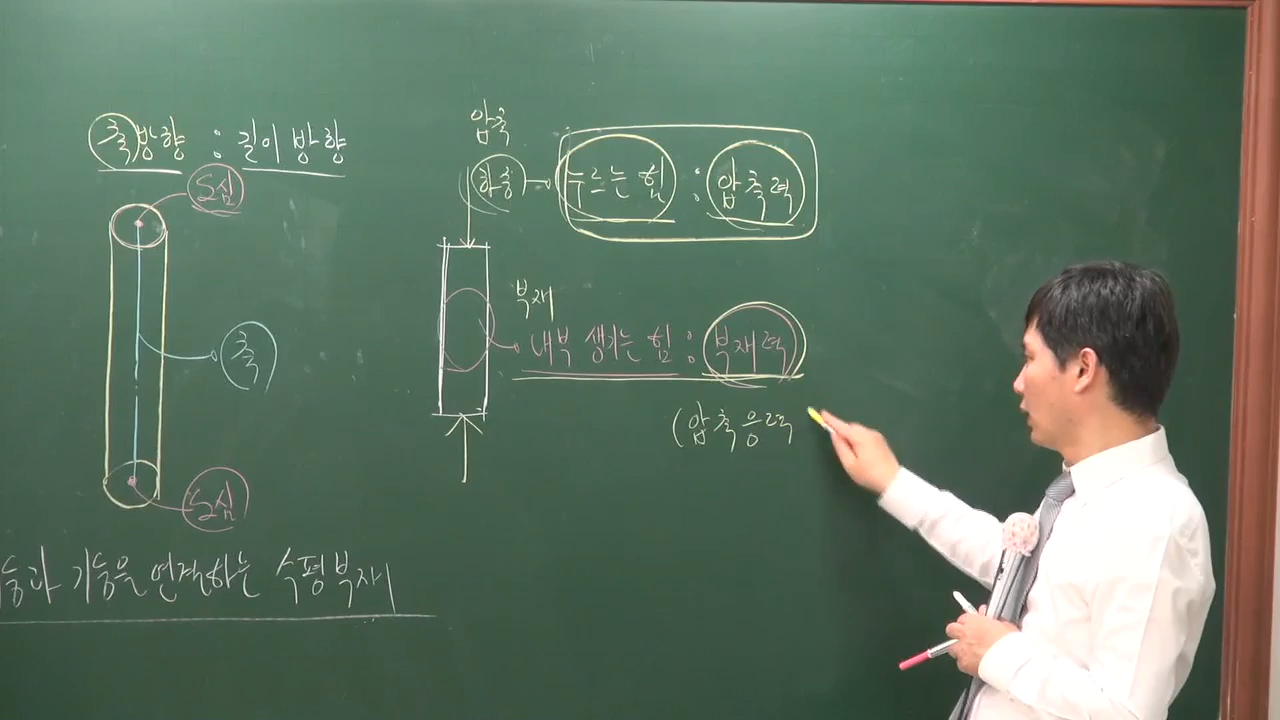 축방향 : 길이 방향
도심
축
도심
기둥과 기둥을 연결하는 수평부재
압축
하중
누르는 힘 : 압축력
부재
내부 생기는 힘 : 부재력
(압축응력